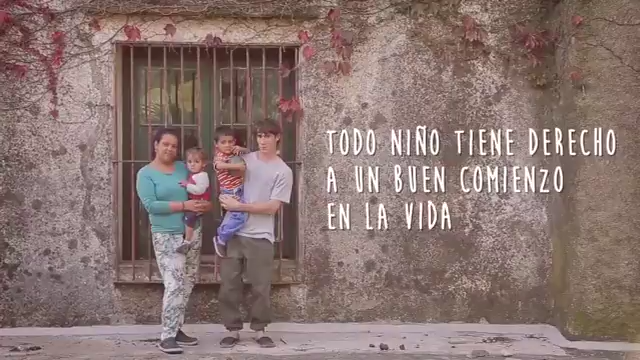 TODO NIÑO TIENE DERECHO
A UN BUEN COMIENZO
EN LA VIDA